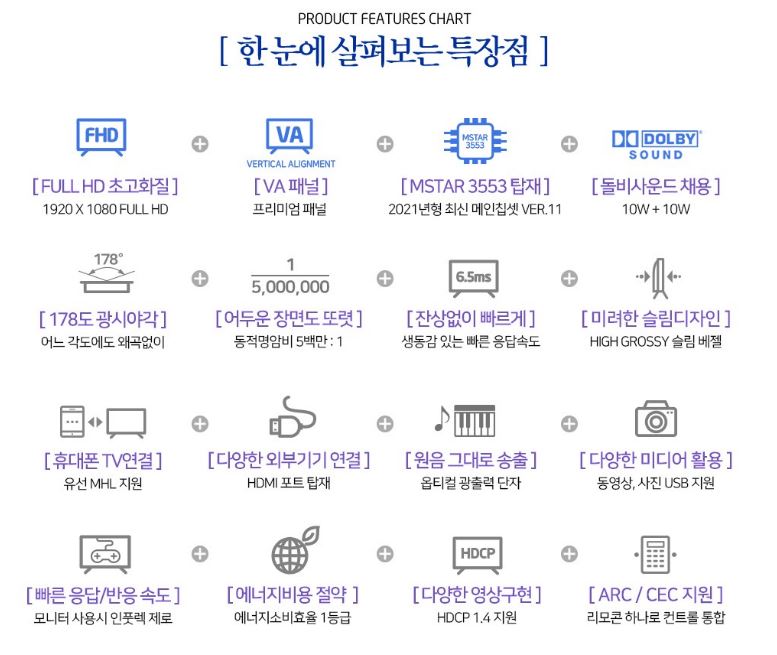 PRODUCT FEATURES CHART
[ 한 눈에 살펴보는 특장점 ]
FHD
VA
VERTICAL ALIGNMENT
MSTAR
3553
DOLBY
SOUND
[ FULL HD 초고화질 ]
[ VA 패널 ]
[ MSTAR 3553 탑재 ]
[ 돌비사운드 채용 ]
1920 X 1080 FULL HD
프리미엄 패널
2021년형 최신 메인칩셋 VER.11
10W + 10W
178°
1
5,000,000
6.5ms
[ 178도 광시야각 ]
[ 어두운 장면도 또렷 ]
[ 잔상없이 빠르게 ]
[ 미려한 슬림디자인 ]
어느 각도에도 왜곡없이
동적명암비 5백만 : 1
생동감 있는 빠른 응답속도
HIGH GROSSY 슬림 베젤
[ 휴대폰 TV연결 ]
[ 다양한 외부기기 연결 ]
[ 원음 그대로 송출 ]
[ 다양한 미디어 활용 ]
유선 MHL 지원
HDMI 포트 탑재
옵티컬 광출력 단자
동영상, 사진 USB 지원
HDCP
[ 빠른 응답/반응 속도 ]
[ 에너지비용 절약 ]
[ 다양한 영상구현 ]
[ ARC / CEC 지원 ]
모니터 사용시 인풋렉 제로
에너지소비효율 1등급
HDCP 1.4 지원
리모콘 하나로 컨트롤 통합